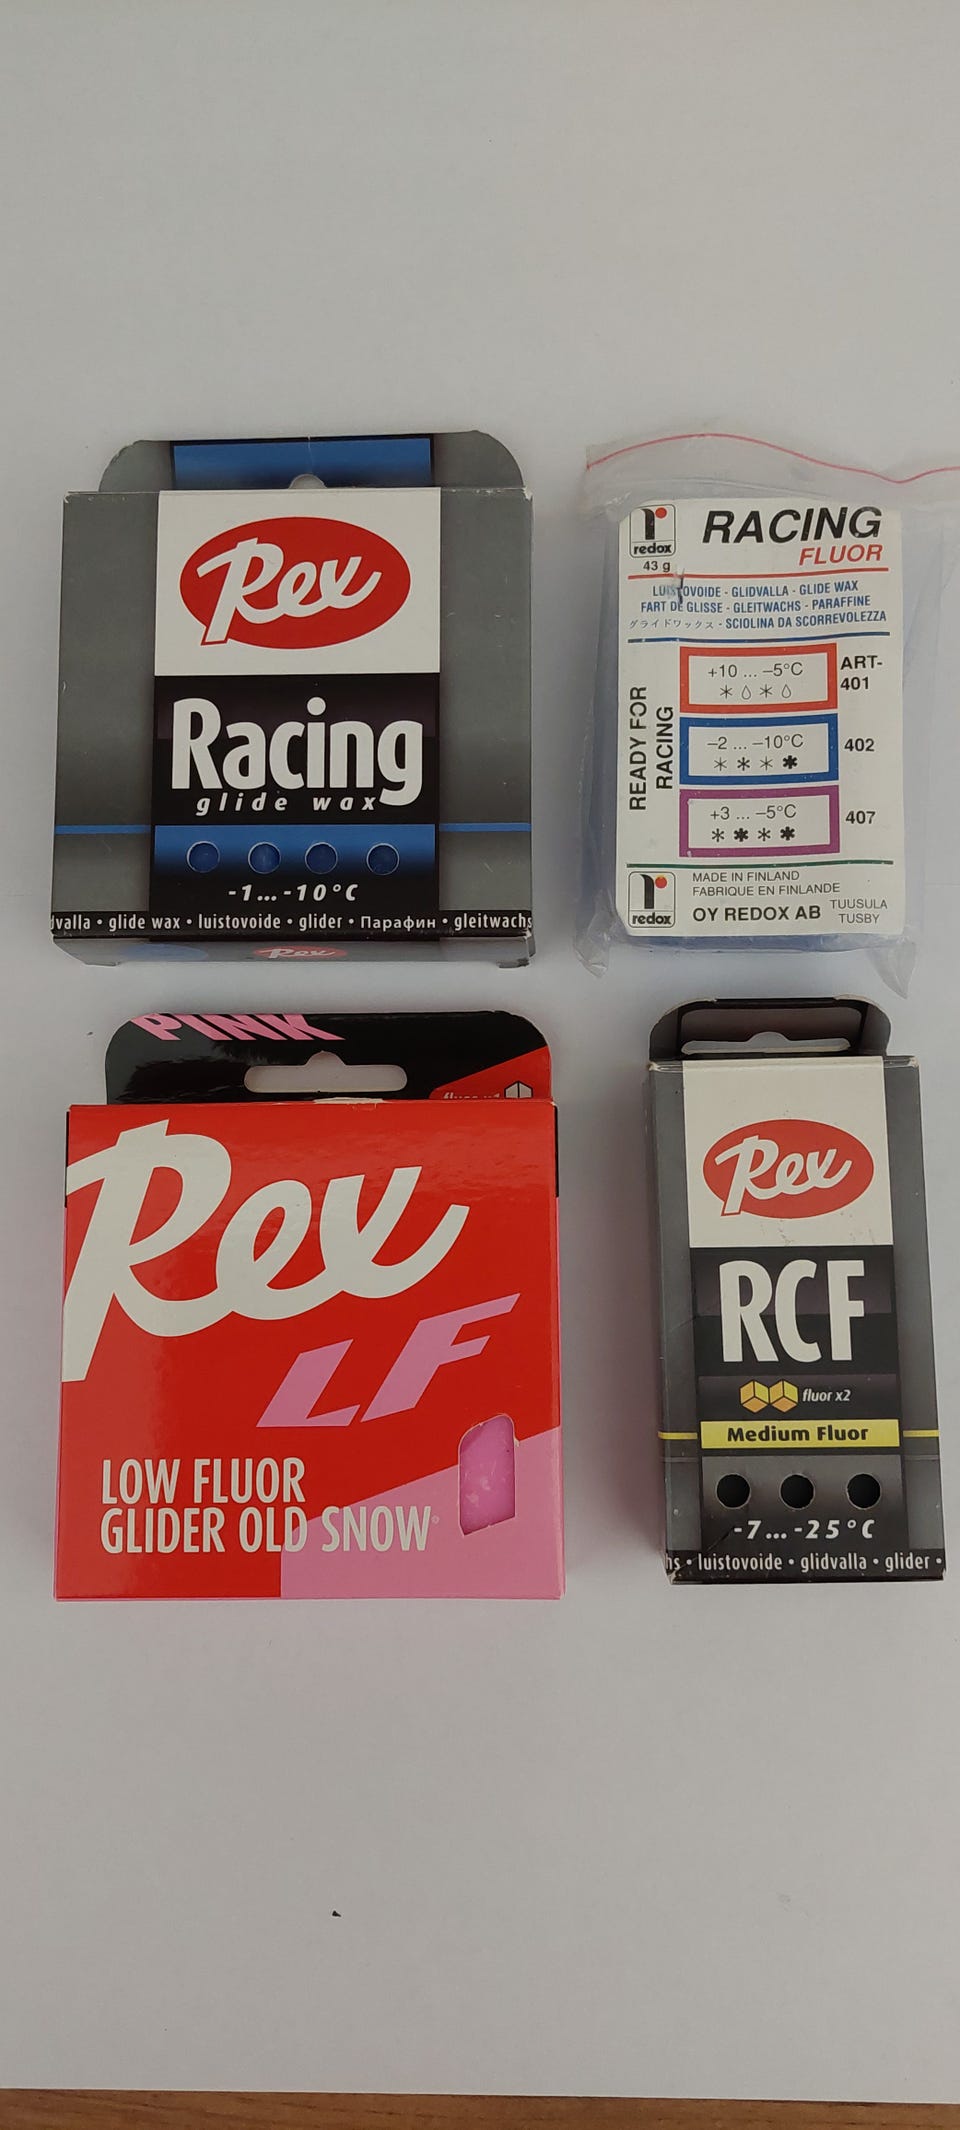 Rex
Racing
glide wax
-1...-10°C
valla • glide wax • luistovoide • glider • Парафин • gleitwachs
Rex
redox
43 g
RACING
FLUOR
LUISTOVOIDE - GLIDVALLA - GLIDE WAX
FART DE GLISSE - GLEITWACHS - PARAFFINE
グライドワックス - SCIOLINA DA SCORREVOLEZZA
READY FOR
RACING
+10 ... –5°C
ART-
401
–2 ... –10°C
402
+3 ... –5°C
407
redox
MADE IN FINLAND
FABRIQUE EN FINLANDE
OY REDOX AB
TUUSULA
TUSBY
PINK
fluor x1
Rex
LF
LOW FLUOR
GLIDER OLD SNOW
Rex
RCF
fluor x2
Medium Fluor
-7...-25°C
hs • luistovoide • glidvalla • glider •